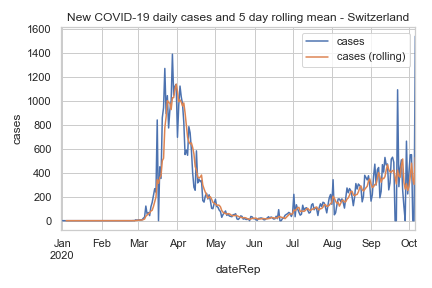 New COVID-19 daily cases and 5 day rolling mean - Switzerland
cases
cases (rolling)
1600
1400
1200
1000
800
600
400
200
0
cases
Jan Feb Mar Apr May Jun Jul Aug Sep Oct
2020
dateRep